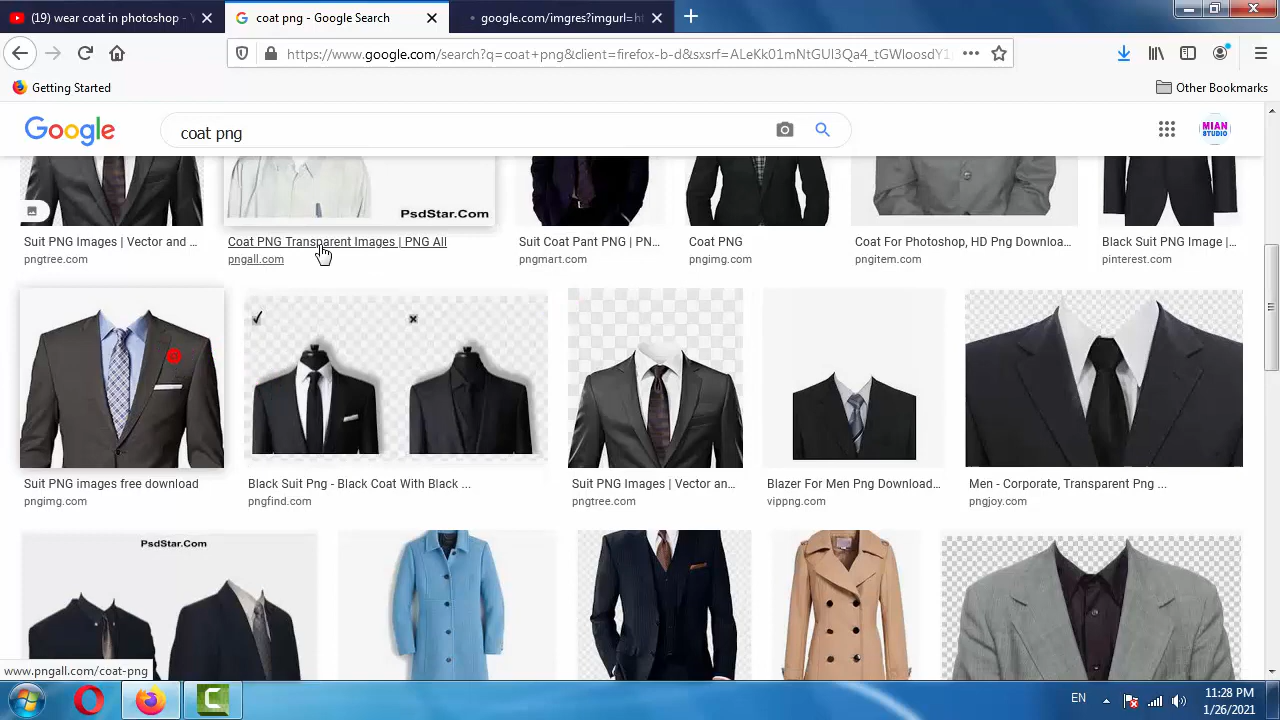 (19) wear coat in photoshop - Y
coat png - Google Search
google.com/imgres?imgurl=ht
https://www.google.com/search?q=coat+png&client=firefox-b-d&sxsrf=ALeKk01mNtGUI3Qa4_tGWloosdY1
Getting Started
Other Bookmarks
Google
coat png
MIAN
STUDIO
PsdStar.Com
Suit PNG Images | Vector and ...
Coat PNG Transparent Images | PNG All
Suit Coat Pant PNG | PN...
Coat PNG
Coat For Photoshop, HD Png Downloa...
Black Suit PNG Image |...
pngtree.com
pngall.com
pngmart.com
pngimg.com
pngitem.com
pinterest.com
Suit PNG images free download
Black Suit Png - Black Coat With Black ...
Suit PNG Images | Vector an...
Blazer For Men Png Download...
Men - Corporate, Transparent Png ...
pngimg.com
pngfind.com
pngtree.com
vippng.com
pngjoy.com
PsdStar.Com
www.pngall.com/coat-png
EN
11:28 PM
1/26/2021